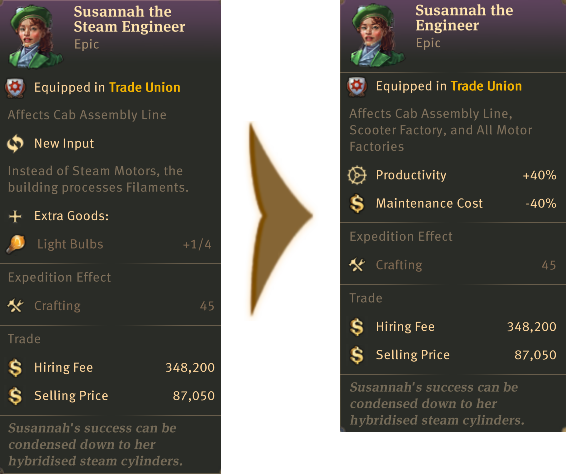 Susannah the
Steam Engineer
Epic
Equipped in Trade Union
Affects Cab Assembly Line
New Input
Instead of Steam Motors, the
building processes Filaments.
Extra Goods:
Light Bulbs +1/4
Expedition Effect
Crafting 45
Trade
Hiring Fee 348,200
Selling Price 87,050
Susannah's success can be
condensed down to her
hybridised steam cylinders.
Susannah the
Engineer
Epic
Equipped in Trade Union
Affects Cab Assembly Line,
Scooter Factory, and All Motor
Factories
Productivity +40%
Maintenance Cost -40%
Expedition Effect
Crafting 45
Trade
Hiring Fee 348,200
Selling Price 87,050
Susannah's success can be
condensed down to her
hybridised steam cylinders.